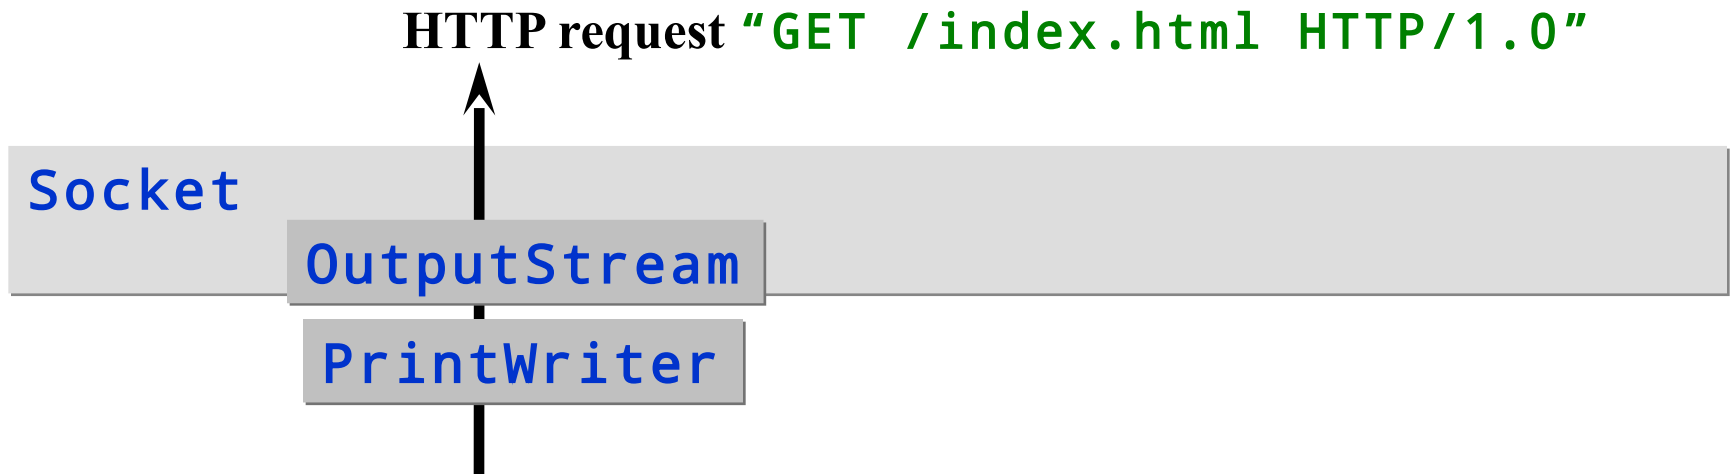 HTTP request “GET /index.html HTTP/1.0”
Socket
OutputStream
PrintWriter